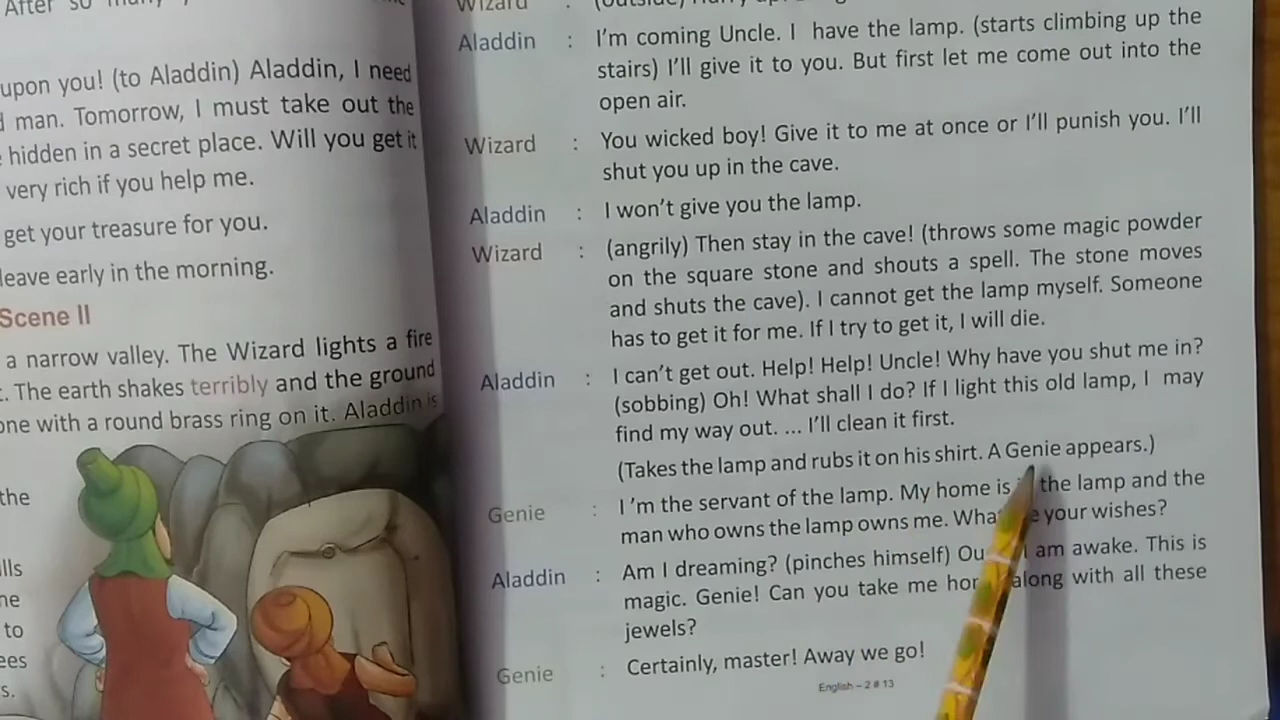 After so many
upon you! (to Aladdin) Aladdin, I need
man. Tomorrow, I must take out the
hidden in a secret place. Will you get it
very rich if you help me.
get your treasure for you.
leave early in the morning.
Scene II
a narrow valley. The Wizard lights a fire
The earth shakes terribly and the ground
one with a round brass ring on it. Aladdin is
the
to
Wizard : (outside)
Aladdin : I'm coming Uncle. I have the lamp. (starts climbing up the
stairs) I'll give it to you. But first let me come out into the
open air.
Wizard : You wicked boy! Give it to me at once or I'll punish you. I'll
shut you up in the cave.
Aladdin : I won't give you the lamp.
Wizard : (angrily) Then stay in the cave! (throws some magic powder
on the square stone and shouts a spell. The stone moves
and shuts the cave). I cannot get the lamp myself. Someone
has to get it for me. If I try to get it, I will die.
Aladdin : I can't get out. Help! Help! Uncle! Why have you shut me in?
(sobbing) Oh! What shall I do? If I light this old lamp, I may
find my way out. ... I'll clean it first.
(Takes the lamp and rubs it on his shirt. A Genie appears.)
Genie : I 'm the servant of the lamp. My home is the lamp and the
man who owns the lamp owns me. your wishes?
Aladdin : Am I dreaming? (pinches himself) am awake. This is
magic. Genie! Can you take me along with all these
jewels?
Genie : Certainly, master! Away we go!
English – 2 # 13